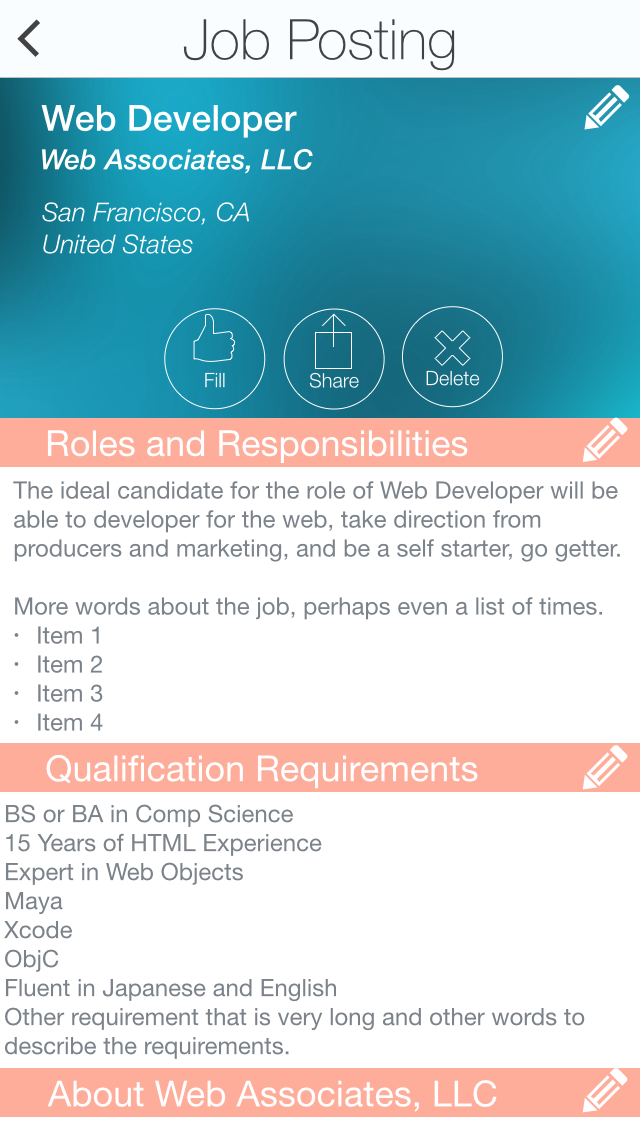 Job Posting
Web Developer
Web Associates, LLC
San Francisco, CA
United States
Fill
Share
Delete
Roles and Responsibilities
The ideal candidate for the role of Web Developer will be
able to developer for the web, take direction from
producers and marketing, and be a self starter, go getter.
More words about the job, perhaps even a list of times.
• Item 1
• Item 2
• Item 3
• Item 4
Qualification Requirements
BS or BA in Comp Science
15 Years of HTML Experience
Expert in Web Objects
Maya
Xcode
ObjC
Fluent in Japanese and English
Other requirement that is very long and other words to
describe the requirements.
About Web Associates, LLC